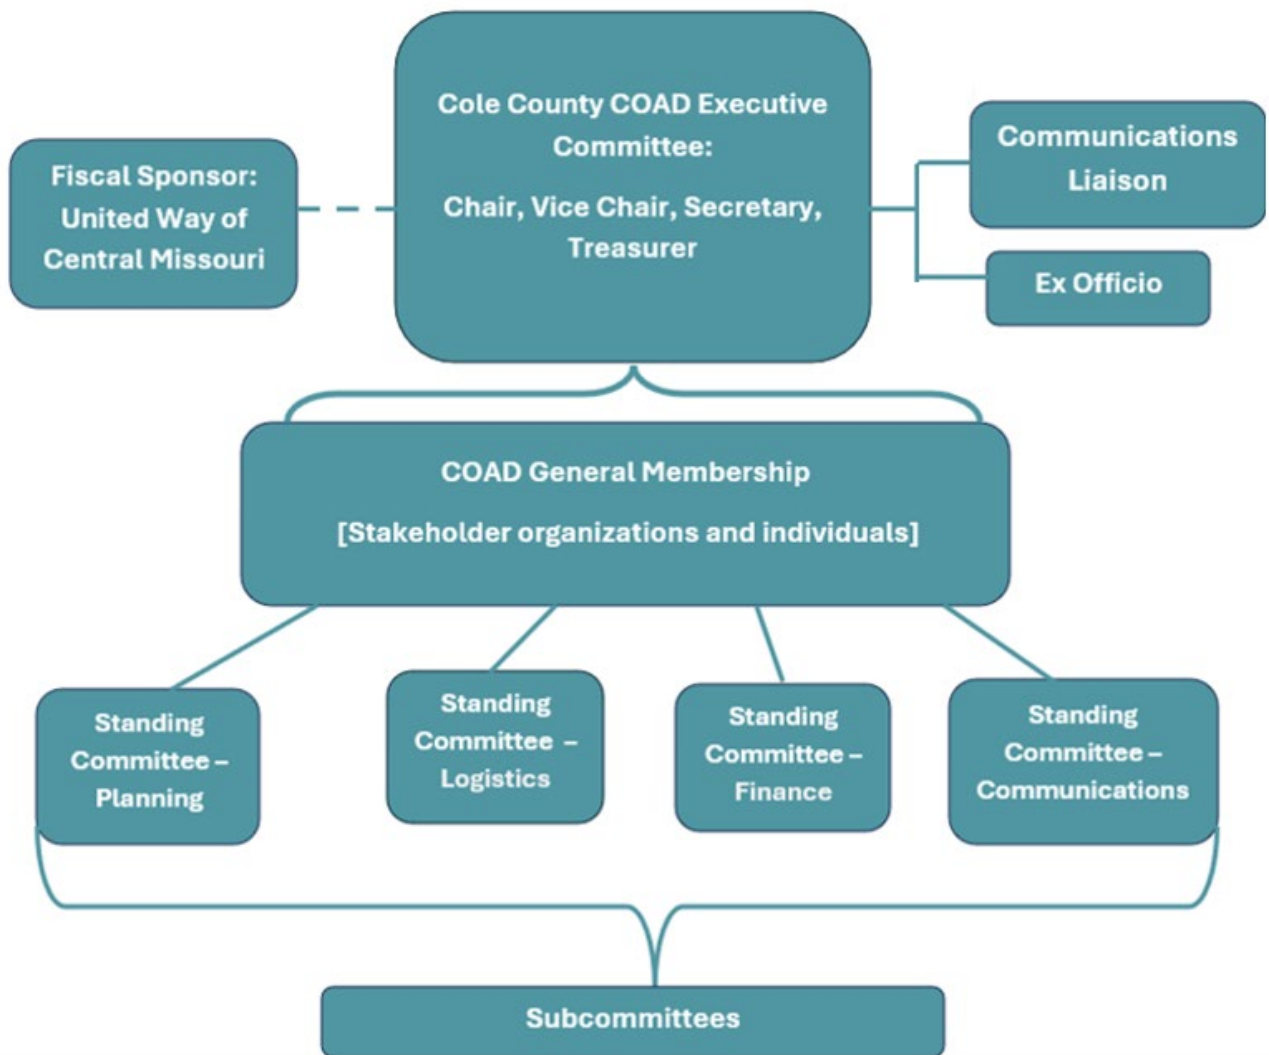 Cole County COAD Executive
Committee:
Chair, Vice Chair, Secretary,
Treasurer
Fiscal Sponsor:
United Way of
Central Missouri
Communications
Liaison
Ex Officio
COAD General Membership
[Stakeholder organizations and individuals]
Standing
Committee –
Planning
Standing
Committee –
Logistics
Standing
Committee –
Finance
Standing
Committee –
Communications
Subcommittees